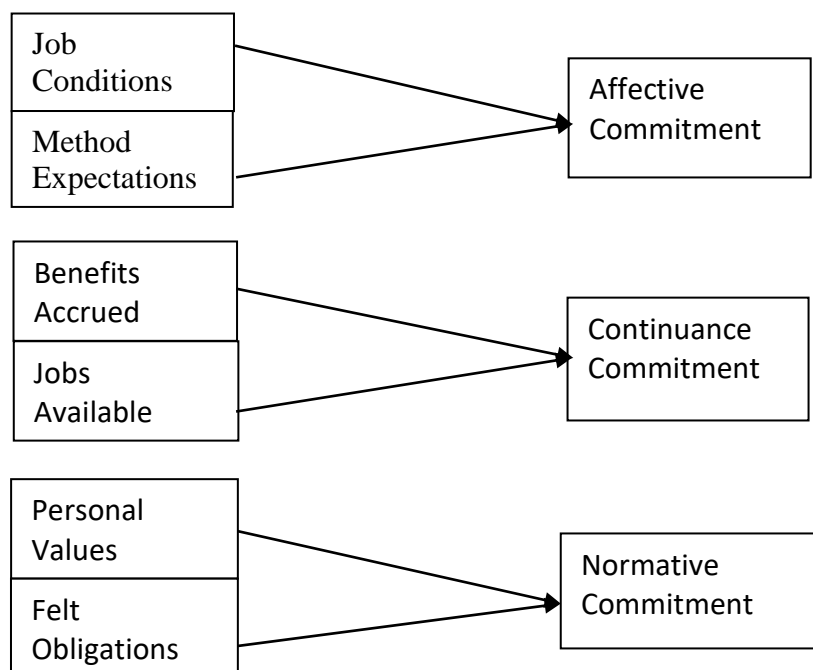 Job
Conditions
Method
Expectations
Affective
Commitment
Benefits
Accrued
Jobs
Available
Continuance
Commitment
Personal
Values
Felt
Obligations
Normative
Commitment